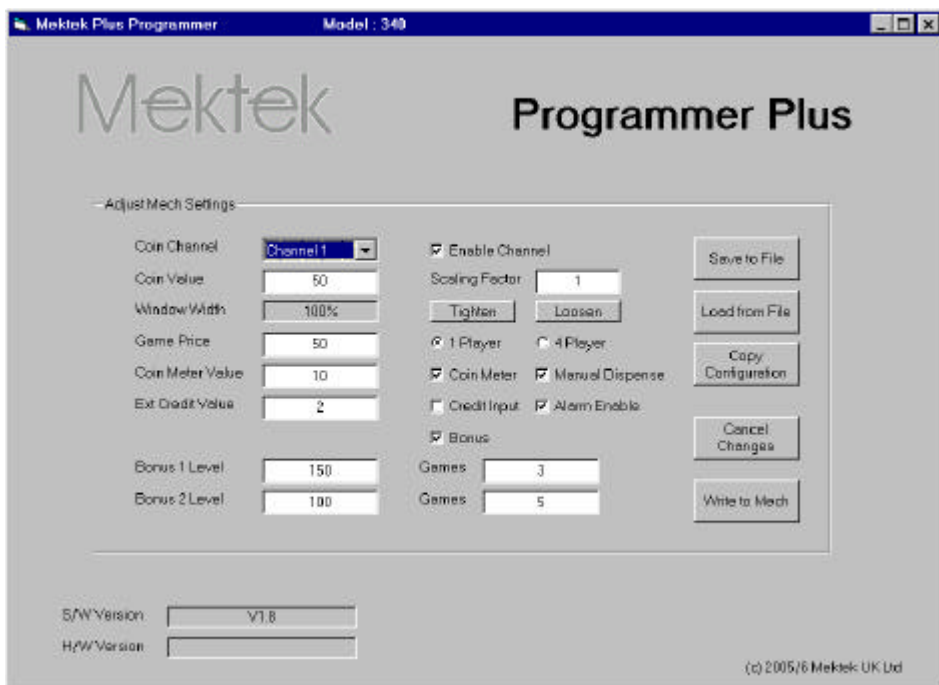 Mektek Plus Programmer Model : 340
Mektek
Programmer Plus
Adjust Mech Settings
Coin Channel Channel 1 Enable Channel Save to File
Coin Value 50 Scaling Factor 1
Window Width 100% Tighten Loosen Load from File
Game Price 50 1 Player 4 Player
Coin Meter Value 10 Coin Meter Manual Dispense Copy Configuration
Ext Credit Value 2 Credit Input Alarm Enable
Bonus Cancel Changes
Bonus 1 Level 150 Games 3
Bonus 2 Level 100 Games 5 Write to Mech
S/W Version V1.8
H/W Version
(c) 2005/6 Mektek UK Ltd